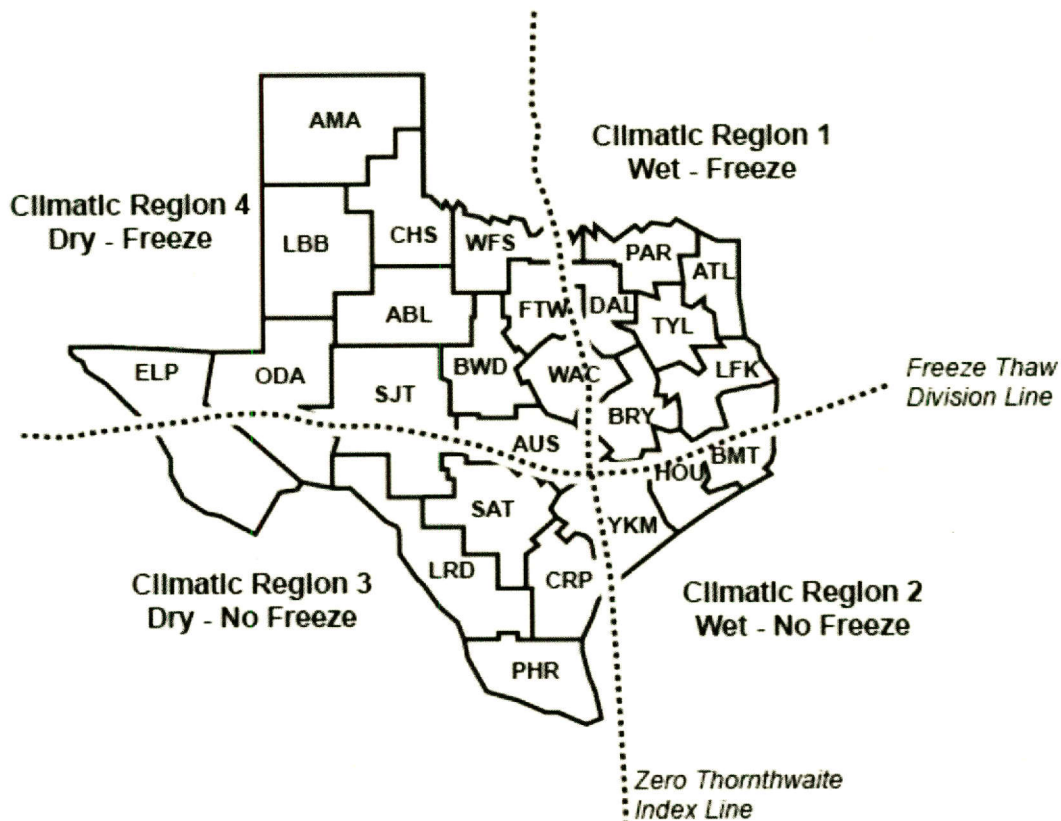 AMA
Climatic Region 1
Wet - Freeze
Climatic Region 4
Dry - Freeze
LBB
CHS
WFS
PAR
ATL
ABL
FTW
DAL
TYL
ELP
ODA
SJT
BWD
WAC
LFK
Freeze Thaw
Division Line
BRY
AUS
HOU
BMT
SAT
YKM
Climatic Region 3
Dry - No Freeze
LRD
CRP
Climatic Region 2
Wet - No Freeze
PHR
Zero Thornthwaite
Index Line